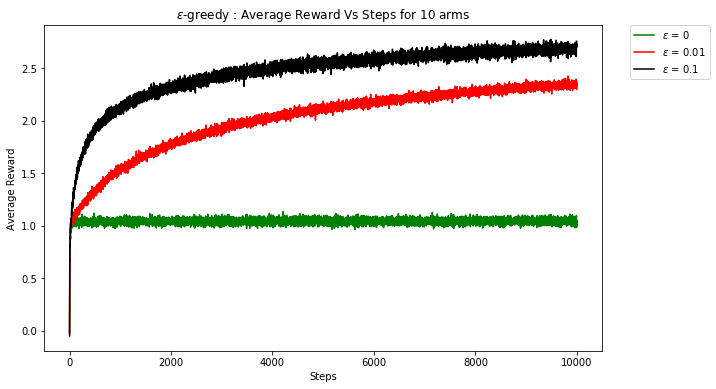 ε-greedy : Average Reward Vs Steps for 10 arms
ε = 0
ε = 0.01
ε = 0.1
Average Reward
2.5
2.0
1.5
1.0
0.5
0.0
0 2000 4000 6000 8000 10000
Steps